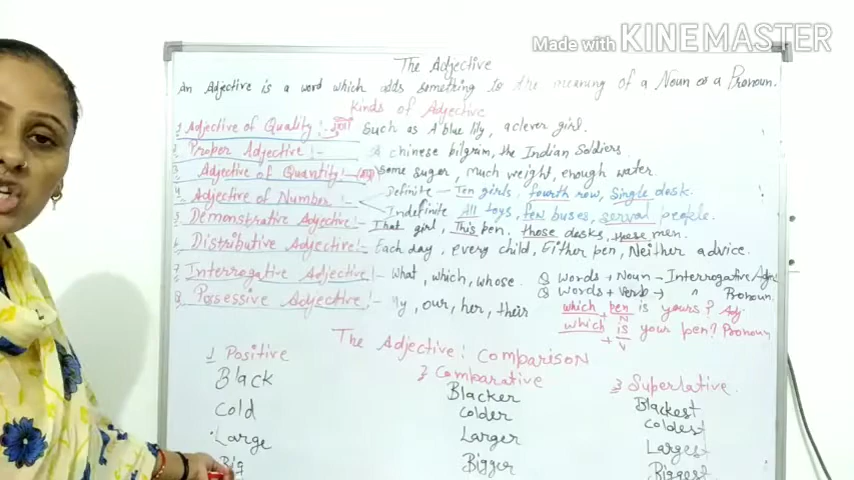 Made with KINEMASTER
The Adjective
An Adjective is a word which adds something to the meaning of a Noun or a Pronoun.
Kinds of Adjective
1 Adjective of Quality :- such as A blue lily, a clever girl.
2 Proper Adjective :- A chinese pilgram, the Indian Soldiers.
3 Adjective of Quantity :- some suger, much weight, enough water.
4 Adjective of Number :- Definite - Ten girls, fourth row, Single desk.
Indefinite All toys, few buses, serval people.
5 Demonstrative Adjective :- That girl, This pen, those desks, these men.
6 Distributive Adjective :- Each day, every child, Either pen, Neither advice.
7 Interrogative Adjective :- What, which, whose. Q words + Noun → Interrogative Adje
Q words + Verb → " Pronoun.
8 Possessive Adjective :- My, our, her, their
which pen is yours? Adj.
+ N
which is your pen? Pronoun
+ V
The Adjective : Comparison
1 Positive 2 Comparative 3 Superlative.
Black Blacker Blackest
Cold Colder Coldest
Large Larger Largest
Big Bigger Biggest